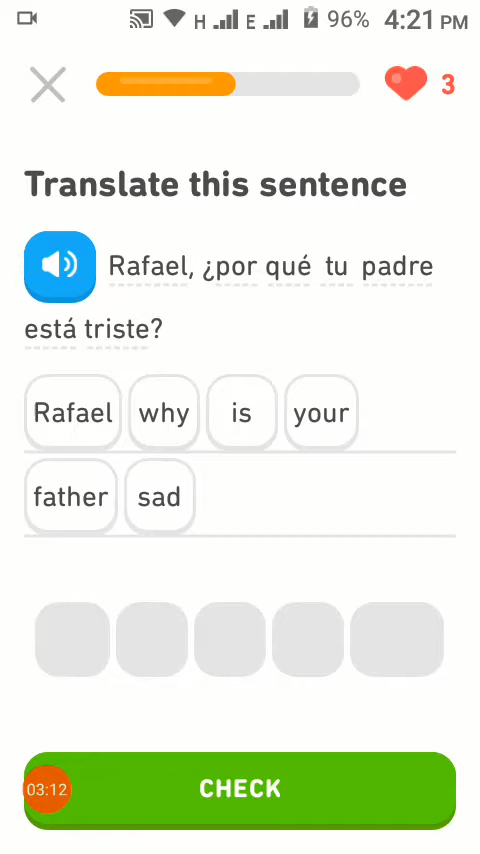 H E 96% 4:21 PM
3
Translate this sentence
Rafael, ¿por qué tu padre
está triste?
Rafael why is your
father sad
03:12 CHECK